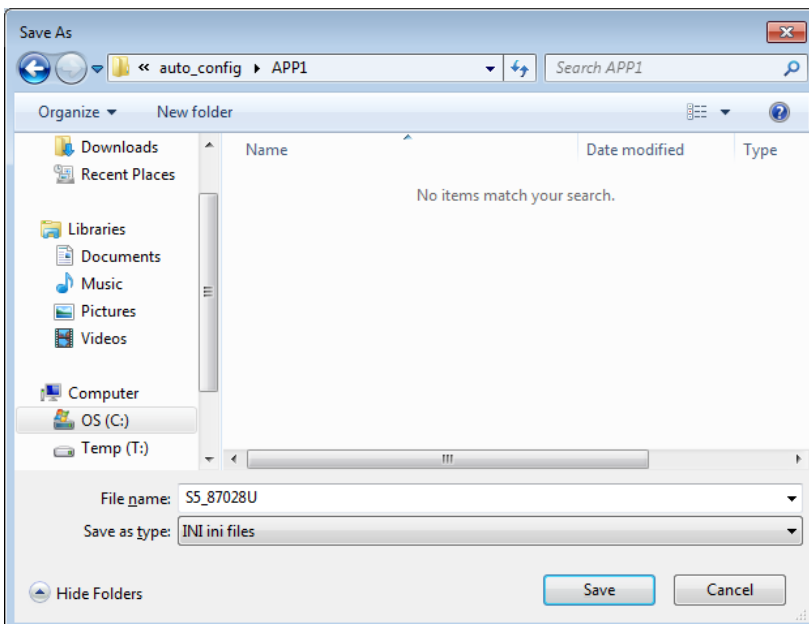 Save As
« auto_config ▸ APP1
Search APP1
Organize
New folder
Name
Date modified
Type
No items match your search.
Downloads
Recent Places
Libraries
Documents
Music
Pictures
Videos
Computer
OS (C:)
Temp (T:)
File name: S5_87028U
Save as type: INI ini files
Hide Folders
Save
Cancel